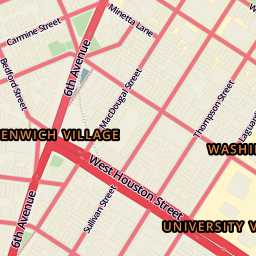 Minetta Lane
Carmine Street
6th Avenue
Bedford Street
MacDougal Street
Thompson Street
ENWICH VILLAGE
WASHI
West Houston Street
Sullivan Street
6th Avenue
UNIVERSITY V